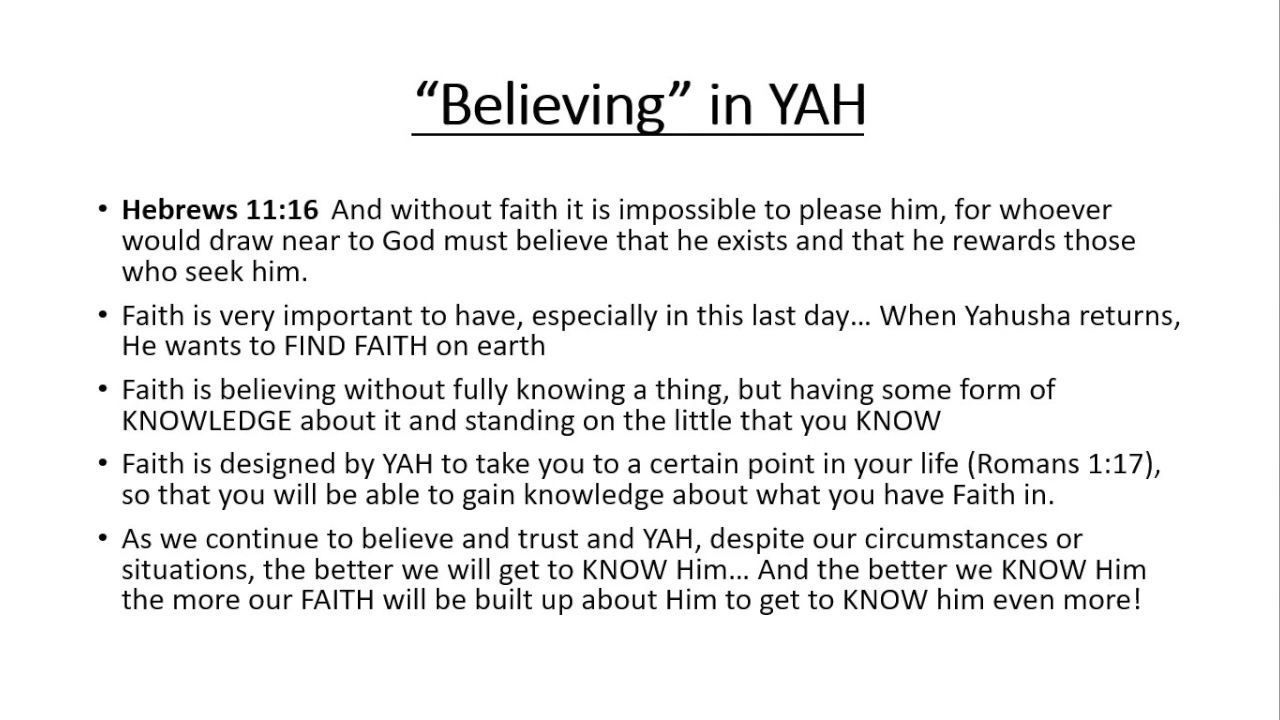 “Believing” in YAH
• Hebrews 11:16 And without faith it is impossible to please him, for whoever
would draw near to God must believe that he exists and that he rewards those
who seek him.
• Faith is very important to have, especially in this last day… When Yahusha returns,
He wants to FIND FAITH on earth
• Faith is believing without fully knowing a thing, but having some form of
KNOWLEDGE about it and standing on the little that you KNOW
• Faith is designed by YAH to take you to a certain point in your life (Romans 1:17),
so that you will be able to gain knowledge about what you have Faith in.
• As we continue to believe and trust and YAH, despite our circumstances or
situations, the better we will get to KNOW Him… And the better we KNOW Him
the more our FAITH will be built up about Him to get to KNOW him even more!